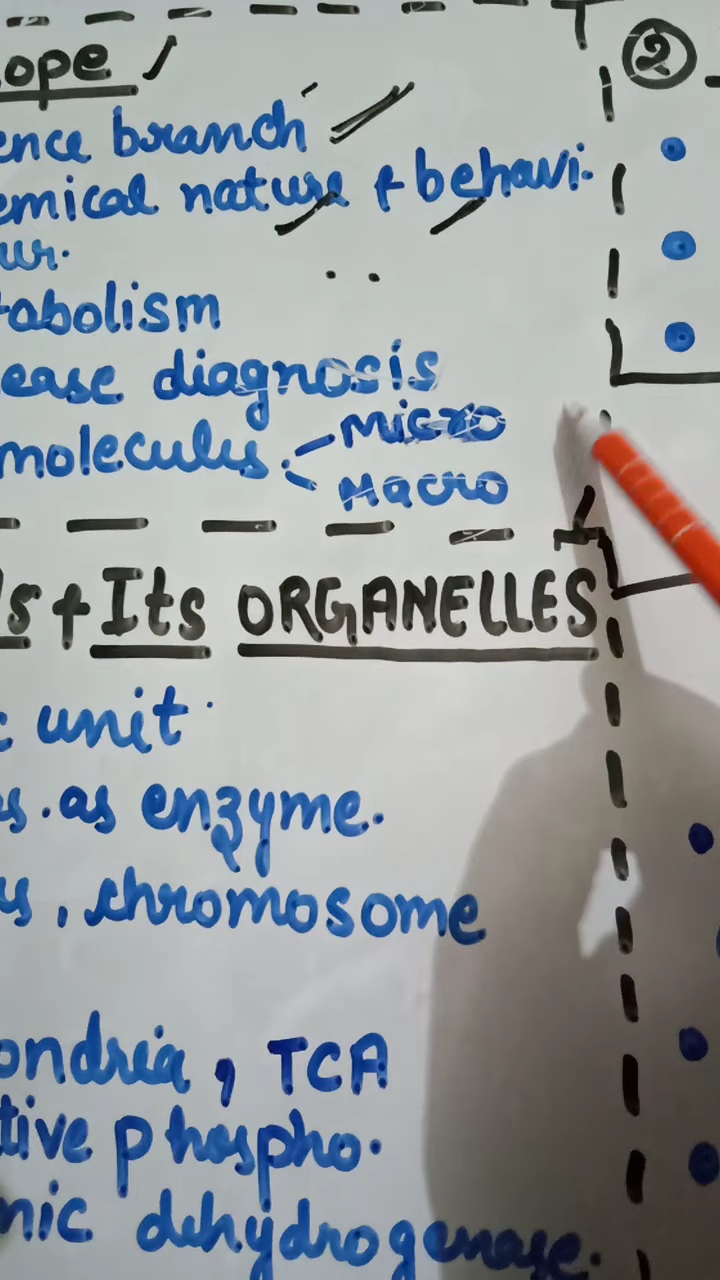 ope
ence branch
emical nature & behavi.
ur.
tabolism
ease diagnosis
molecules : Micro
Macro
s + Its ORGANELLES
c unit
s. as enzyme.
us, chromosome
ondria, TCA
tive phospho.
nic dehydrogenase.
2